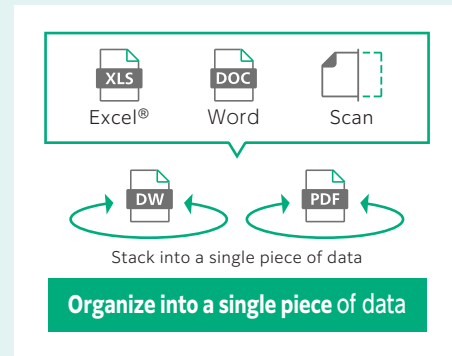 XLS DOC
Excel® Word Scan
DW PDF
Stack into a single piece of data
Organize into a single piece of data